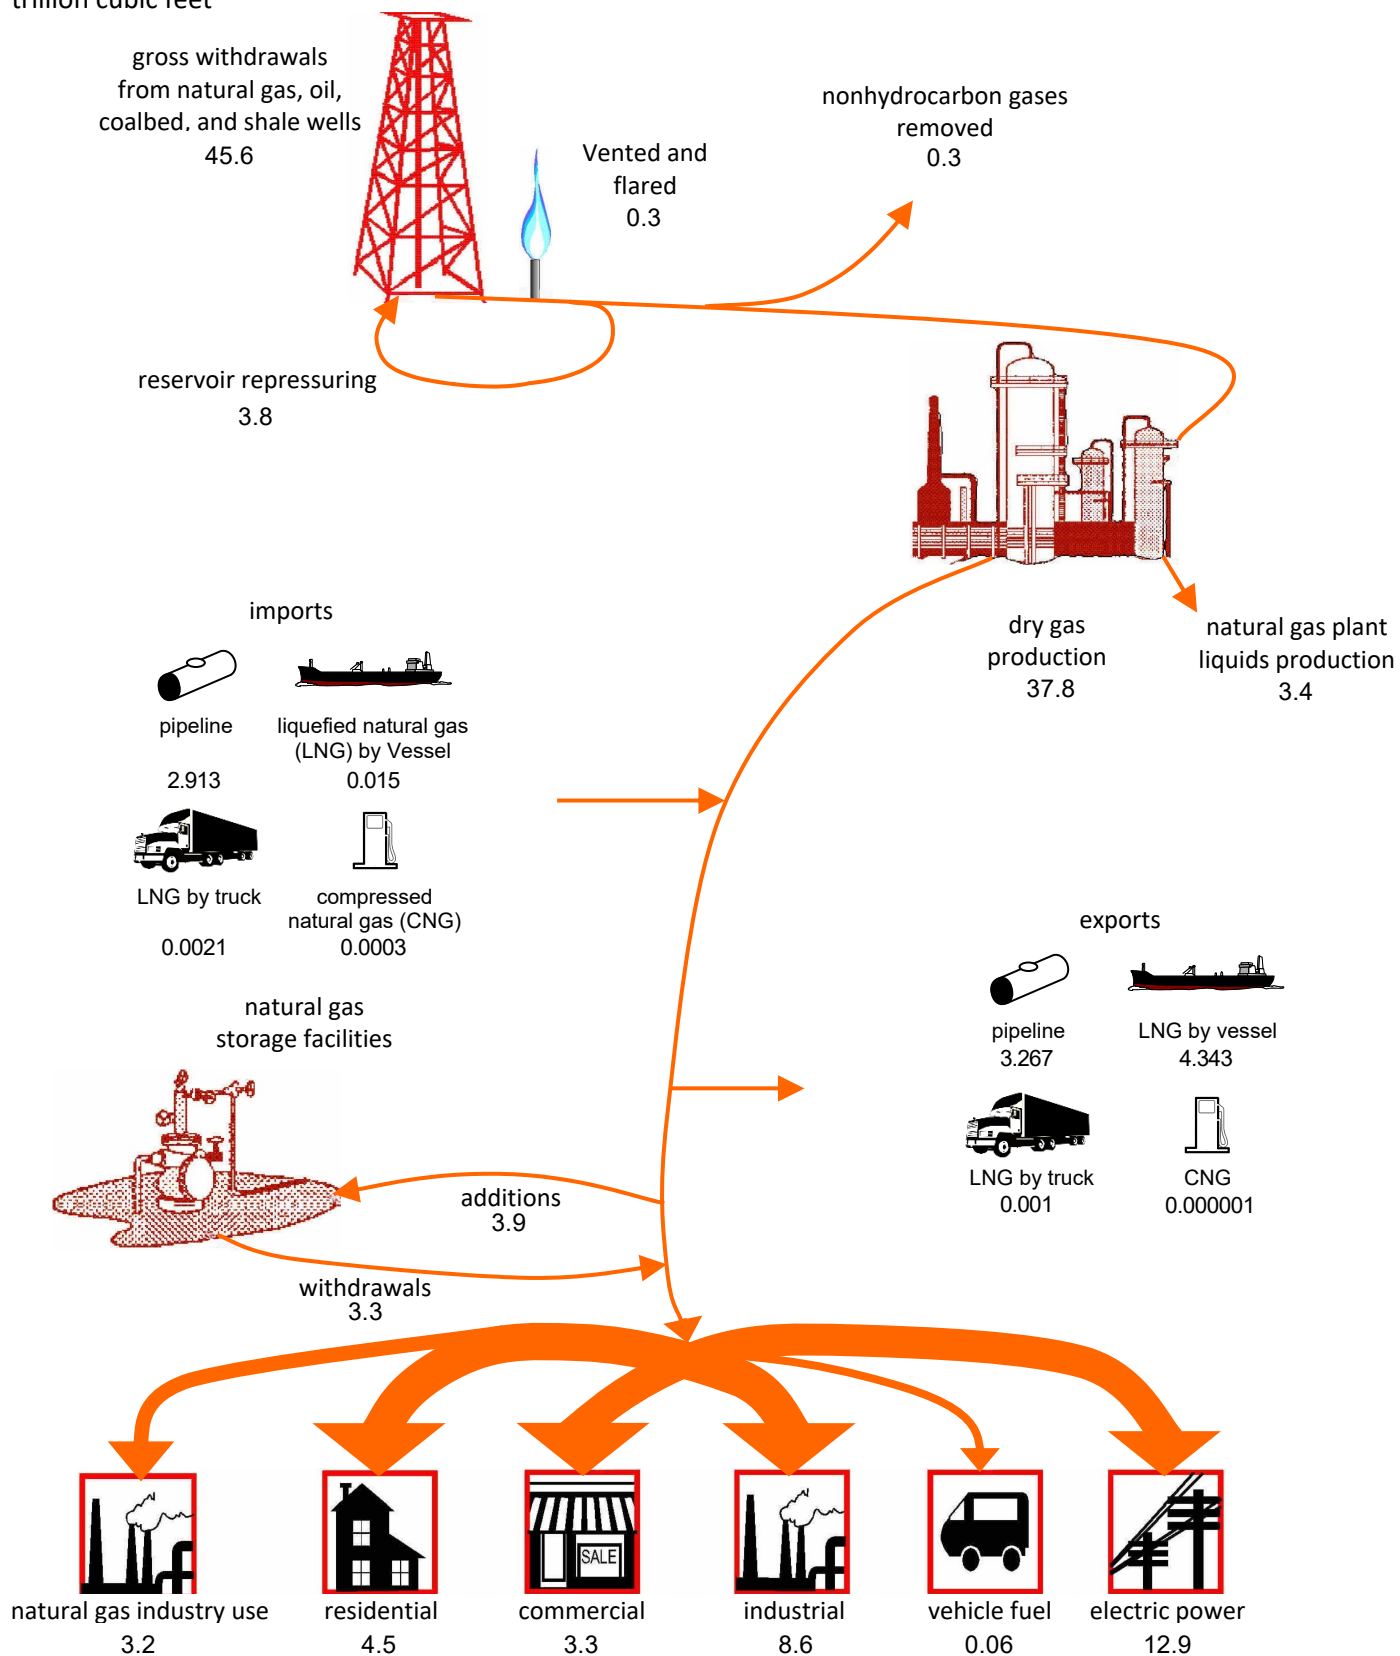 trillion cubic feet
gross withdrawals
from natural gas, oil,
coalbed, and shale wells
45.6
Vented and
flared
0.3
nonhydrocarbon gases
removed
0.3
reservoir repressuring
3.8
dry gas
production
37.8
natural gas plant
liquids production
3.4
imports
pipeline
2.913
liquefied natural gas
(LNG) by Vessel
0.015
LNG by truck
0.0021
compressed
natural gas (CNG)
0.0003
exports
pipeline
3.267
LNG by vessel
4.343
LNG by truck
0.001
CNG
0.000001
natural gas
storage facilities
additions
3.9
withdrawals
3.3
SALE
natural gas industry use
3.2
residential
4.5
commercial
3.3
industrial
8.6
vehicle fuel
0.06
electric power
12.9